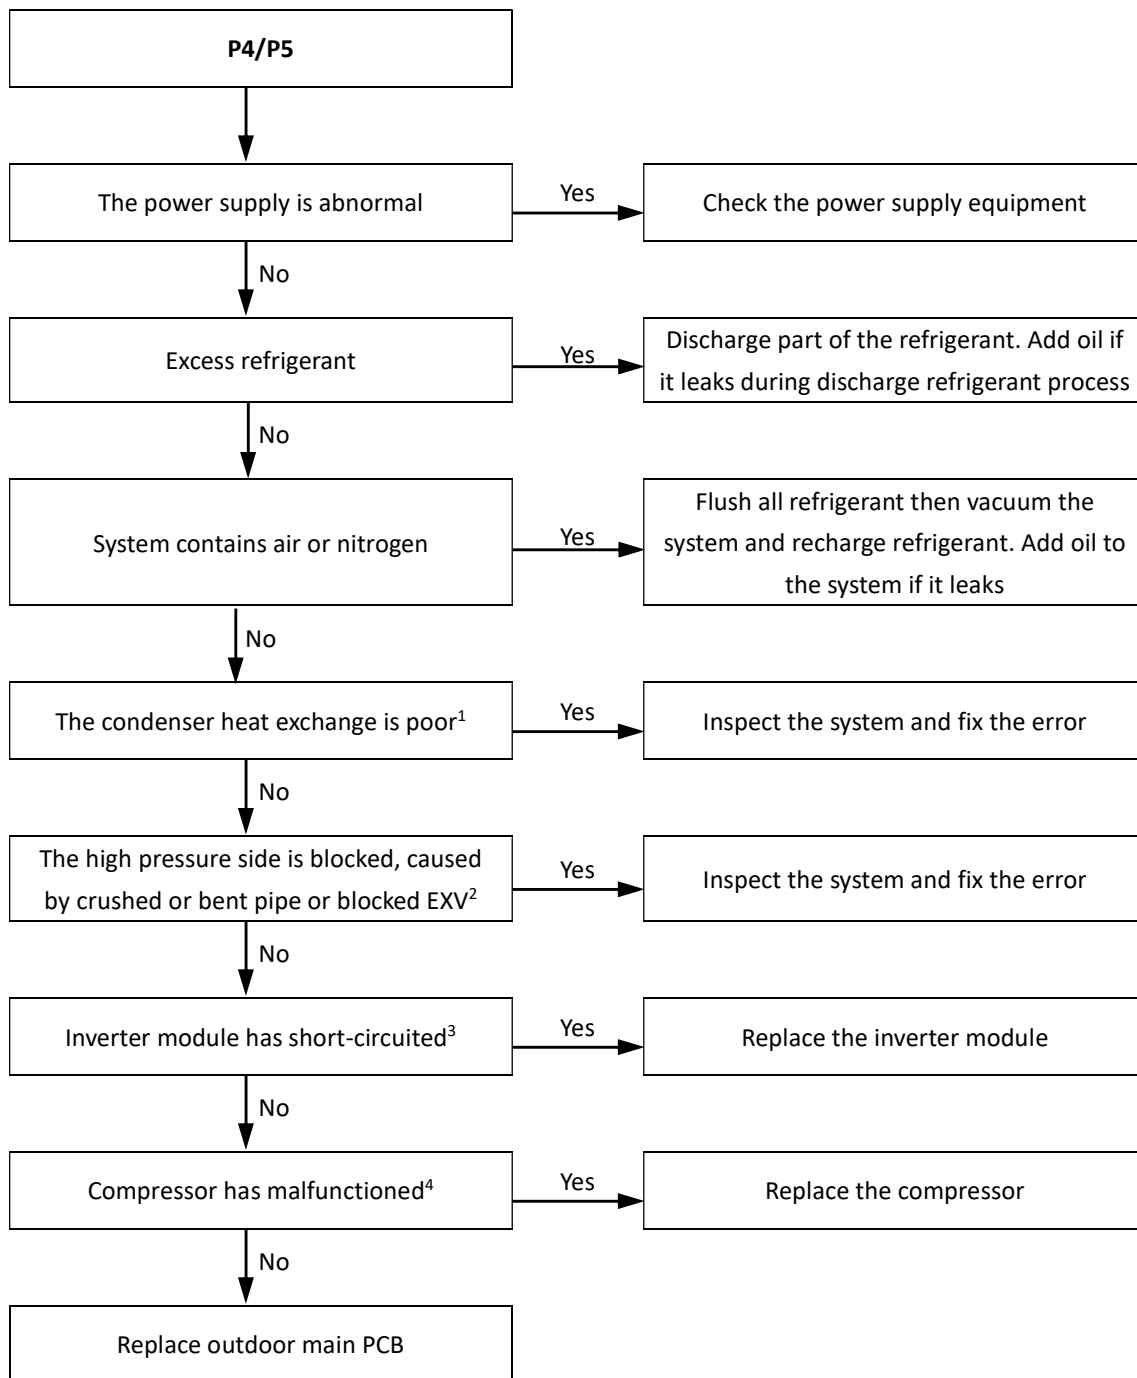 P4/P5
The power supply is abnormal
Yes
Check the power supply equipment
No
Excess refrigerant
Yes
Discharge part of the refrigerant. Add oil if
it leaks during discharge refrigerant process
No
System contains air or nitrogen
Yes
Flush all refrigerant then vacuum the
system and recharge refrigerant. Add oil to
the system if it leaks
No
The condenser heat exchange is poor¹
Yes
Inspect the system and fix the error
No
The high pressure side is blocked, caused
by crushed or bent pipe or blocked EXV²
Yes
Inspect the system and fix the error
No
Inverter module has short-circuited³
Yes
Replace the inverter module
No
Compressor has malfunctioned⁴
Yes
Replace the compressor
No
Replace outdoor main PCB